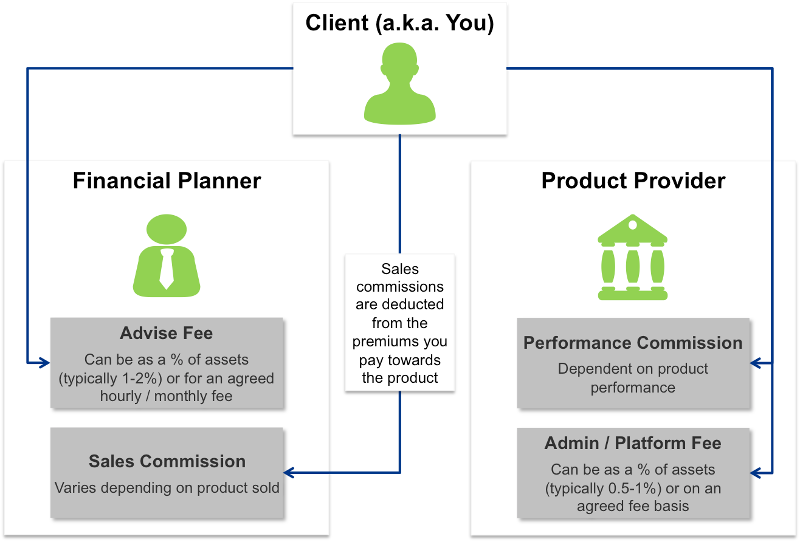 Client (a.k.a. You)
Financial Planner
Advise Fee
Can be as a % of assets
(typically 1-2%) or for an agreed
hourly / monthly fee
Sales Commission
Varies depending on product sold
Sales
commissions
are deducted
from the
premiums you
pay towards
the product
Product Provider
Performance Commission
Dependent on product
performance
Admin / Platform Fee
Can be as a % of assets
(typically 0.5-1%) or on an
agreed fee basis